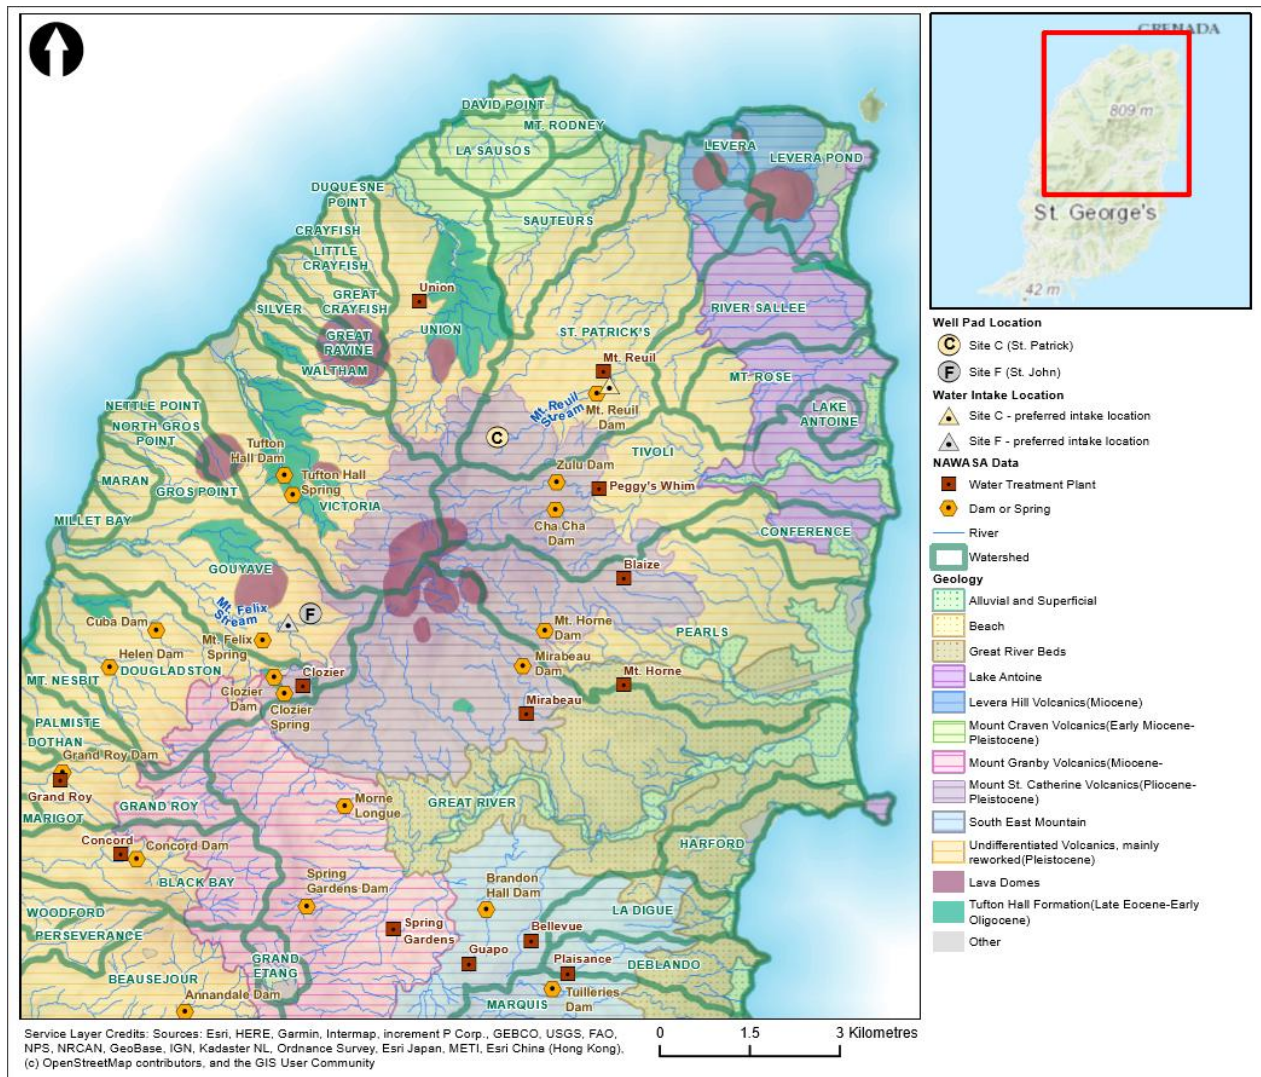 GRENADA
809 m
St. George's
42 m
DAVID POINT
MT. RODNEY
LA SAUSOS
LEVERA
LEVERA POND
DUQUESNE
POINT
SAUTEURS
CRAYFISH
LITTLE
CRAYFISH
Union
GREAT
CRAYFISH
SILVER
RIVER SALLEE
GREAT
RAVINE
UNION
ST. PATRICK'S
WALTHAM
Mt. Reuil
MT. ROSE
NETTLE POINT
Mt. Reuil
Stream
Mt. Reuil
Dam
LAKE
ANTOINE
NORTH GROS
POINT
C
Tufton
Hall Dam
TIVOLI
Zulu Dam
MARAN
GROS POINT
Tufton Hall
Spring
Peggy's Whim
VICTORIA
MILLET BAY
Cha Cha
Dam
CONFERENCE
GOUYAVE
Blaize
Mt. Felix
Stream
F
Cuba Dam
Mt. Felix
Spring
Mt. Horne
Dam
PEARLS
Helen Dam
DOUGLADSTON
Mirabeau
Dam
Mt. Horne
MT. NESBIT
Clozier
Clozier
Dam
Clozier
Spring
Mirabeau
PALMISTE
DOTHAN
Grand Roy Dam
Grand Roy
GRAND ROY
Morne
Longue
GREAT RIVER
MARIGOT
Concord
Concord Dam
HARFORD
BLACK BAY
Spring
Gardens Dam
Brandon
Hall Dam
WOODFORD
LA DIGUE
PERSEVERANCE
Spring
Gardens
Bellevue
Guapo
GRAND
ETANG
Plaisance
DEBLANDO
BEAUSEJOUR
Annandale Dam
MARQUIS
Tuilleries
Dam
Well Pad Location
C Site C (St. Patrick)
F Site F (St. John)
Water Intake Location
Site C - preferred intake location
Site F - preferred intake location
NAWASA Data
Water Treatment Plant
Dam or Spring
River
Watershed
Geology
Alluvial and Superficial
Beach
Great River Beds
Lake Antoine
Levera Hill Volcanics(Miocene)
Mount Craven Volcanics(Early Miocene-
Pleistocene)
Mount Granby Volcanics(Miocene-
Mount St. Catherine Volcanics(Pliocene-
Pleistocene)
South East Mountain
Undifferentiated Volcanics, mainly
reworked(Pleistocene)
Lava Domes
Tufton Hall Formation(Late Eocene-Early
Oligocene)
Other
Service Layer Credits: Sources: Esri, HERE, Garmin, Intermap, increment P Corp., GEBCO, USGS, FAO,
NPS, NRCAN, GeoBase, IGN, Kadaster NL, Ordnance Survey, Esri Japan, METI, Esri China (Hong Kong),
(c) OpenStreetMap contributors, and the GIS User Community
0 1.5 3 Kilometres